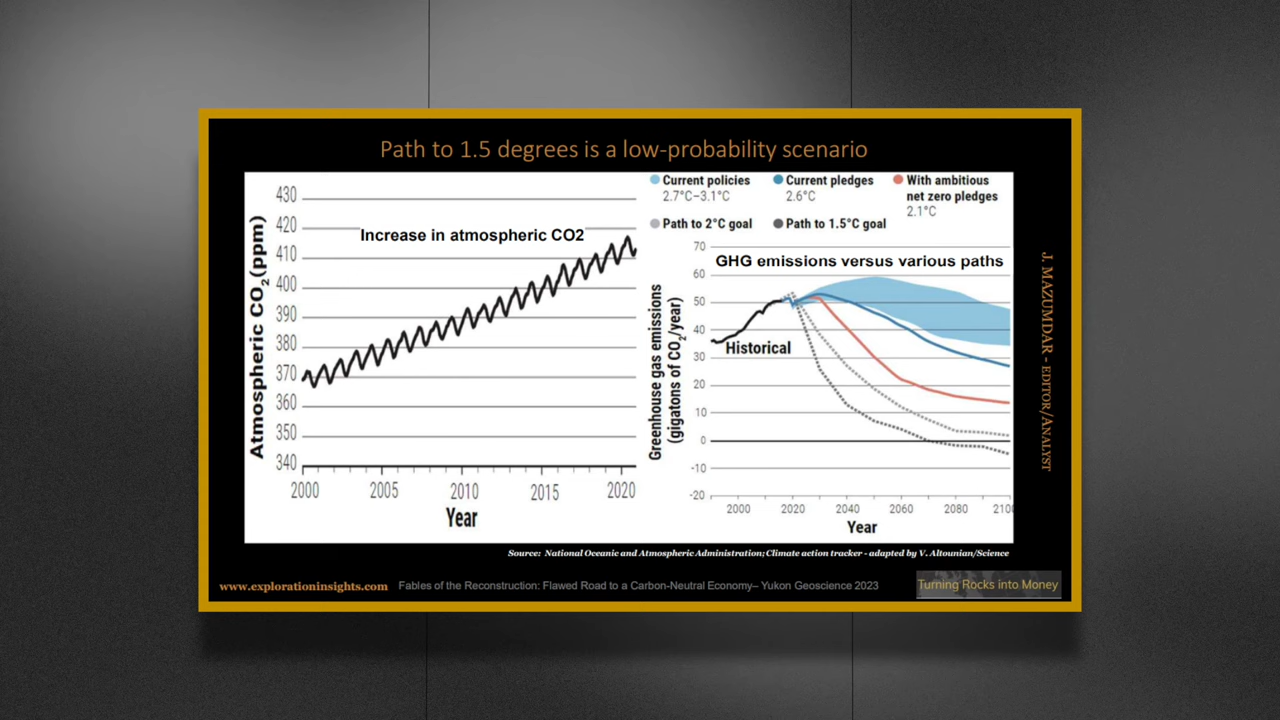 Path to 1.5 degrees is a low-probability scenario
430
420
410
400
390
380
370
360
350
340
Atmospheric CO2(ppm)
Increase in atmospheric CO2
2000 2005 2010 2015 2020
Year
Current policies
2.7°C–3.1°C
Current pledges
2.6°C
With ambitious
net zero pledges
2.1°C
Path to 2°C goal
Path to 1.5°C goal
70
60
50
40
30
20
10
0
-10
-20
Greenhouse gas emissions
(gigatons of CO2/year)
GHG emissions versus various paths
Historical
2000 2020 2040 2060 2080 2100
Year
J. MAZUMDAR - EDITOR/ANALYST
Source: National Oceanic and Atmospheric Administration; Climate action tracker - adapted by V. Altounian/Science
www.explorationinsights.com
Fables of the Reconstruction: Flawed Road to a Carbon-Neutral Economy– Yukon Geoscience 2023
Turning Rocks into Money